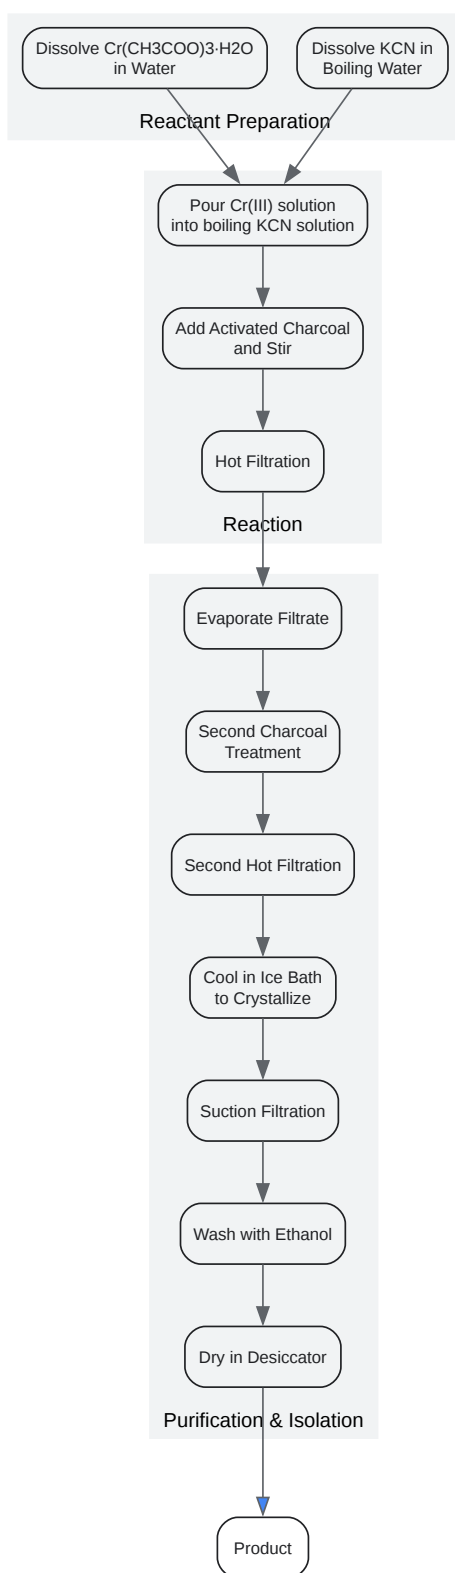 Dissolve Cr(CH3COO)3·H2O
in Water
Dissolve KCN in
Boiling Water
Reactant Preparation
Pour Cr(III) solution
into boiling KCN solution
Add Activated Charcoal
and Stir
Hot Filtration
Reaction
Evaporate Filtrate
Second Charcoal
Treatment
Second Hot Filtration
Cool in Ice Bath
to Crystallize
Suction Filtration
Wash with Ethanol
Dry in Desiccator
Purification & Isolation
Product